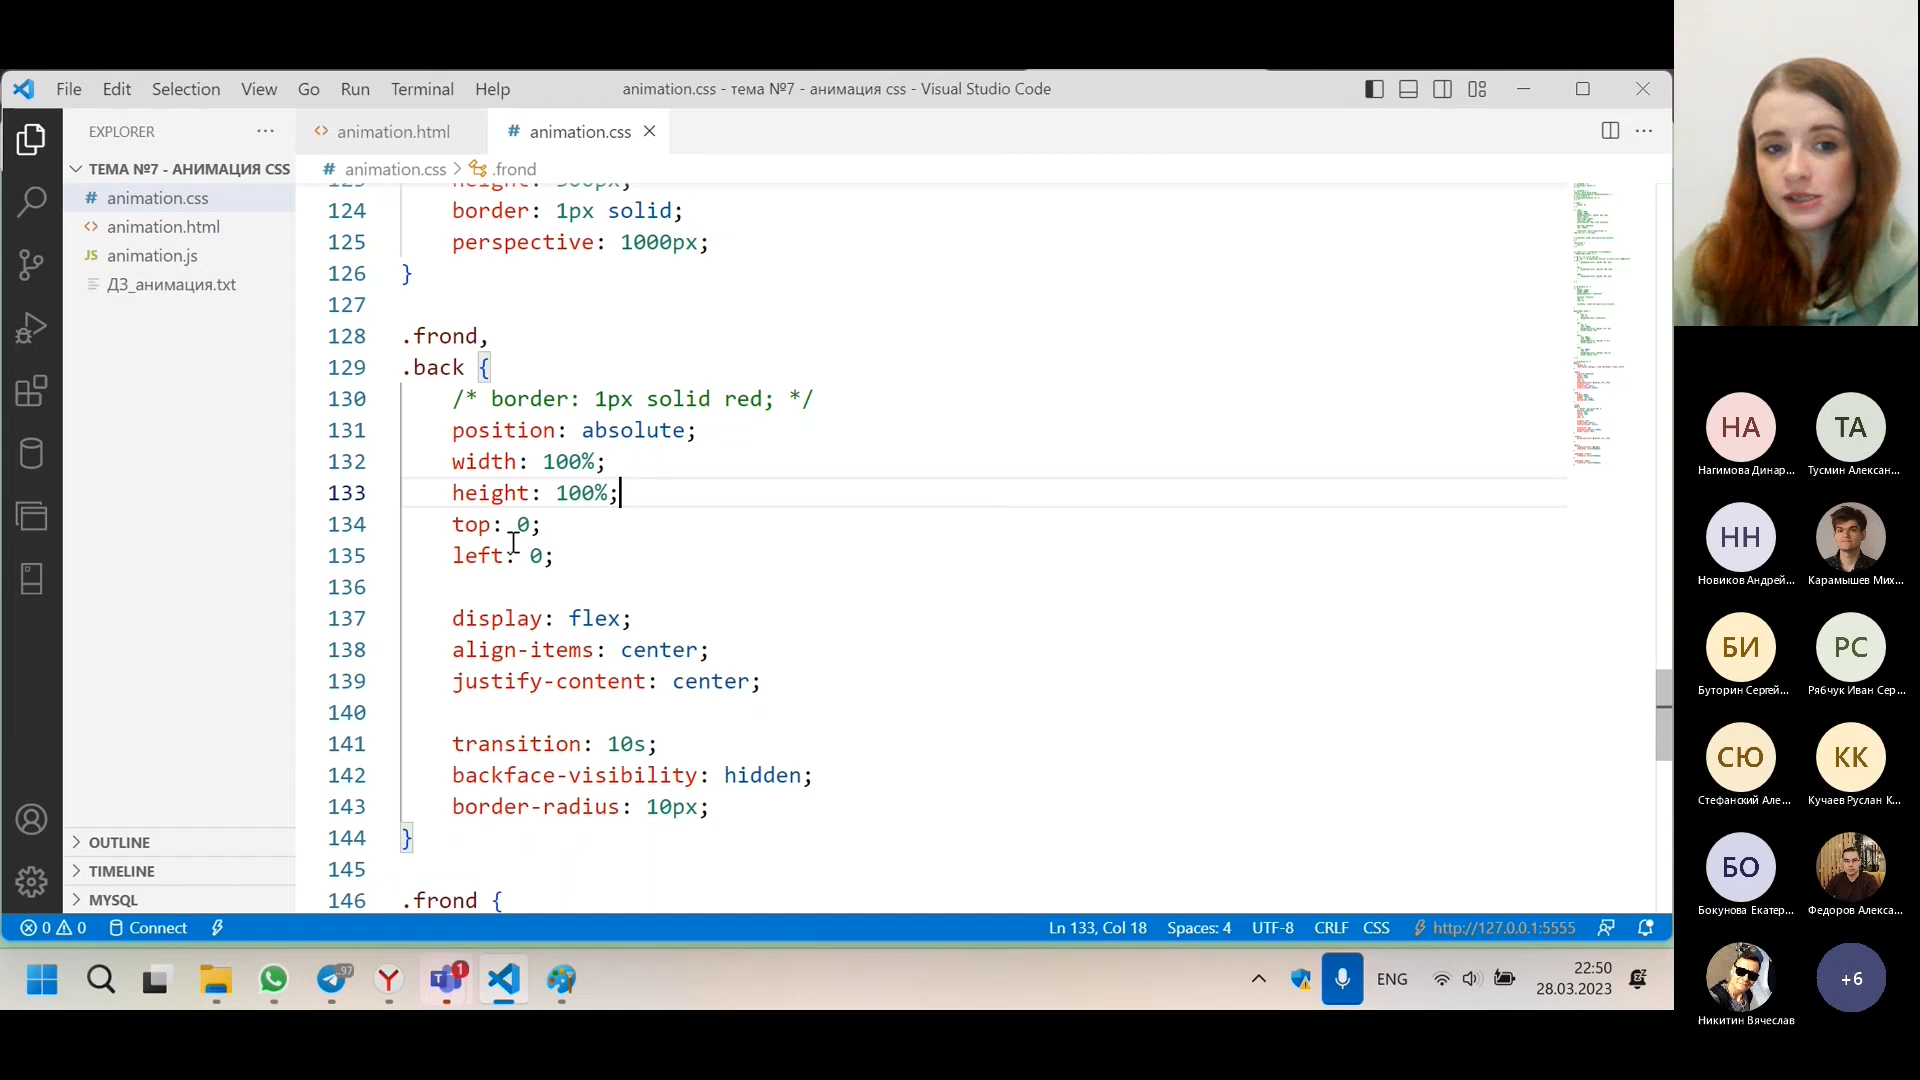 File Edit Selection View Go Run Terminal Help
animation.css - тема №7 - анимация css - Visual Studio Code
EXPLORER
ТЕМА №7 - АНИМАЦИЯ CSS
# animation.css
<> animation.html
JS animation.js
ДЗ_анимация.txt
OUTLINE
TIMELINE
MYSQL
<> animation.html
# animation.css
# animation.css > .frond
124 border: 1px solid;
125 perspective: 1000px;
126 }
127
128 .frond,
129 .back {
130 /* border: 1px solid red; */
131 position: absolute;
132 width: 100%;
133 height: 100%;
134 top: 0;
135 left: 0;
136
137 display: flex;
138 align-items: center;
139 justify-content: center;
140
141 transition: 10s;
142 backface-visibility: hidden;
143 border-radius: 10px;
144 }
145
146 .frond {
0 0 Connect
Ln 133, Col 18 Spaces: 4 UTF-8 CRLF CSS http://127.0.0.1:5555
97
1
ENG
22:50
28.03.2023
НА ТА
Нагимова Динар... Тусмин Алексан...
НН
Новиков Андрей... Карамышев Мих...
БИ РС
Буторин Сергей... Рябчук Иван Сер...
СЮ КК
Стефанский Але... Кучаев Руслан К...
БО
Бокунова Екатер... Федоров Алекса...
+6
Никитин Вячеслав